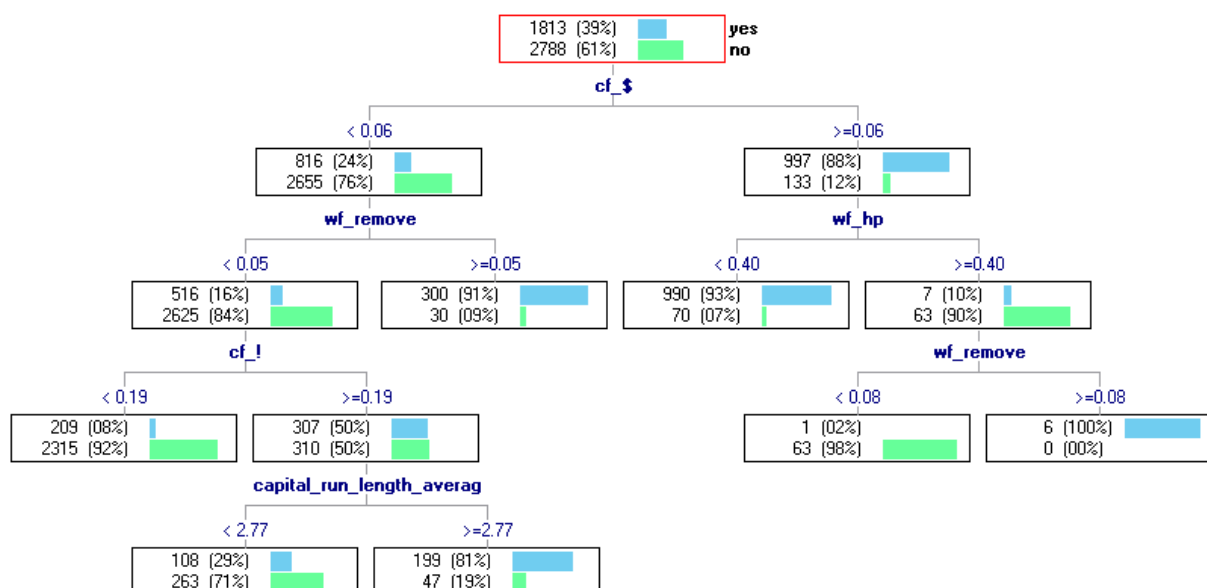 1813 (39%) yes
2788 (61%) no
cf_$
< 0.06 >=0.06
816 (24%) 997 (88%)
2655 (76%) 133 (12%)
wf_remove wf_hp
< 0.05 >=0.05 < 0.40 >=0.40
516 (16%) 300 (91%) 990 (93%) 7 (10%)
2625 (84%) 30 (09%) 70 (07%) 63 (90%)
cf_! wf_remove
< 0.19 >=0.19 < 0.08 >=0.08
209 (08%) 307 (50%) 1 (02%) 6 (100%)
2315 (92%) 310 (50%) 63 (98%) 0 (00%)
capital_run_length_averag
< 2.77 >=2.77
108 (29%) 199 (81%)
263 (71%) 47 (19%)